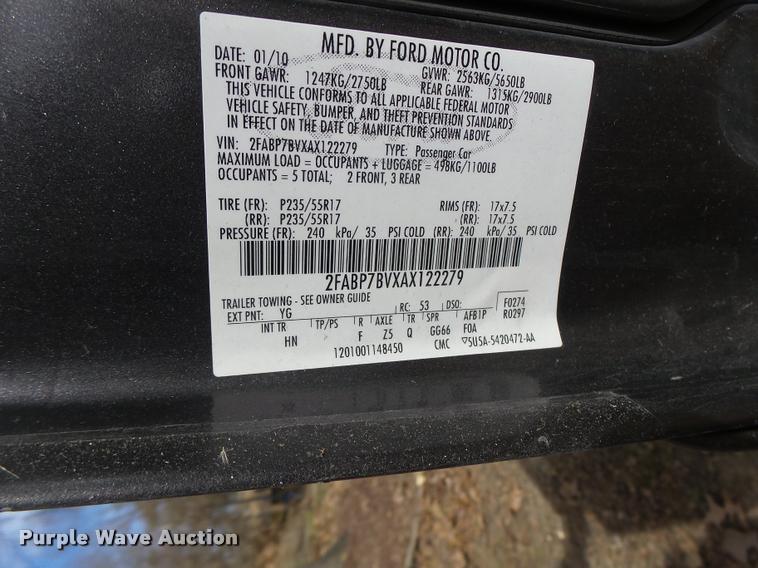 MFD. BY FORD MOTOR CO.
DATE: 01/10 GVWR: 2563KG/5650LB
FRONT GAWR: 1247KG/2750LB REAR GAWR: 1315KG/2900LB
THIS VEHICLE CONFORMS TO ALL APPLICABLE FEDERAL MOTOR
VEHICLE SAFETY, BUMPER, AND THEFT PREVENTION STANDARDS
IN EFFECT ON THE DATE OF MANUFACTURE SHOWN ABOVE.
VIN: 2FABP7BVXAX122279 TYPE: Passenger Car
MAXIMUM LOAD = OCCUPANTS + LUGGAGE = 498KG/1100LB
OCCUPANTS = 5 TOTAL; 2 FRONT, 3 REAR
TIRE (FR): P235/55R17 RIMS (FR): 17x7.5
(RR): P235/55R17 (RR): 17x7.5
PRESSURE (FR): 240 kPa/ 35 PSI COLD (RR): 240 kPa/ 35 PSI COLD
2FABP7BVXAX122279
TRAILER TOWING - SEE OWNER GUIDE
EXT PNT: YG RC: 53 DSO: F0274
INT TR TP/PS R AXLE TR SPR AFB1P R0297
HN F Z5 Q GG66 F0A
1201001148450 CMC ▽5U5A-5420472-AA
Purple Wave Auction